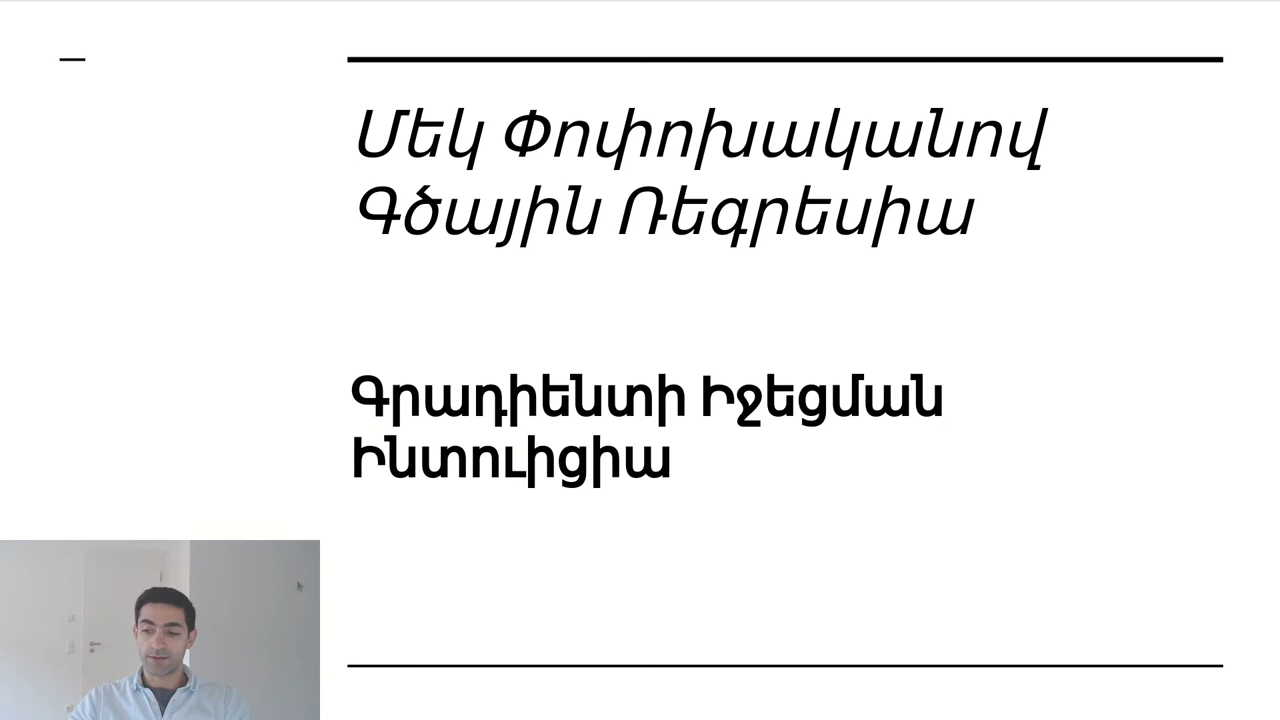 Մեկ Փոփոխականով
Գծային Ռեգրեսիա
Գրադիենտի Իջեցման
Ինտուիցիա